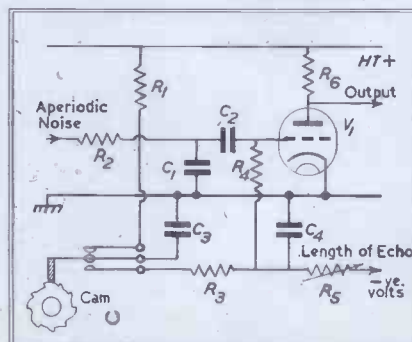 HT+
R1
R6
Output
C2
V1
Aperiodic
Noise
R2
C1
R4
C3
C4
Length of Echo
R3
R5
-ve.
volts
Cam